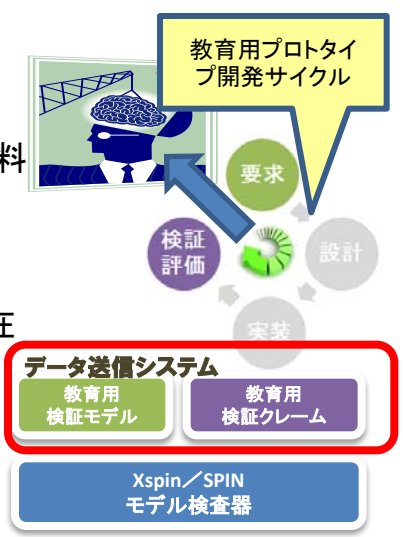 教育用プロトタイ
プ開発サイクル
料
要求
検証
評価
設計
実装
在
データ送信システム
教育用
検証モデル
教育用
検証クレーム
Xspin／SPIN
モデル検査器